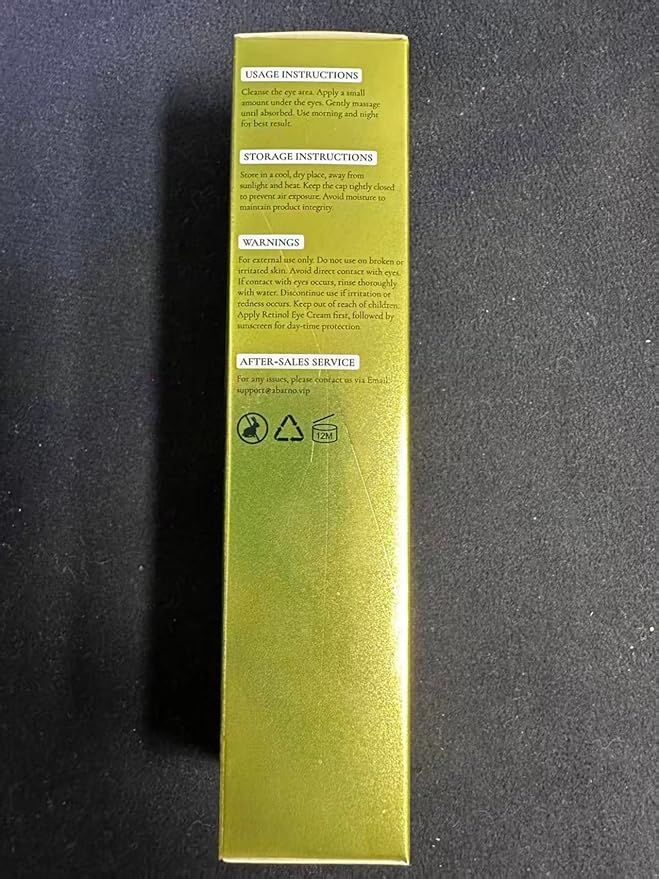 USAGE INSTRUCTIONS
Cleanse the eye area. Apply a small
amount under the eyes. Gently massage
until absorbed. Use morning and night
for best result.
STORAGE INSTRUCTIONS
Store in a cool, dry place, away from
sunlight and heat. Keep the cap tightly closed
to prevent air exposure. Avoid moisture to
maintain product integrity.
WARNINGS
For external use only. Do not use on broken or
irritated skin. Avoid direct contact with eyes.
If contact with eyes occurs, rinse thoroughly
with water. Discontinue use if irritation or
redness occurs. Keep out of reach of children.
Apply Retinol Eye Cream first, followed by
sunscreen for day-time protection.
AFTER-SALES SERVICE
For any issues, please contact us via Email
support@abarno.vip
12M